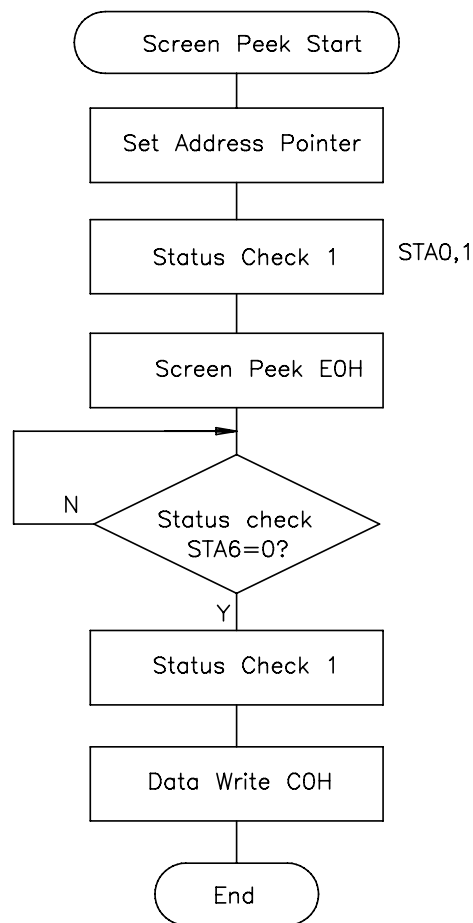 Screen Peek Start
Set Address Pointer
Status Check 1
STA0,1
Screen Peek E0H
N
Status check
STA6=0?
Y
Status Check 1
Data Write C0H
End